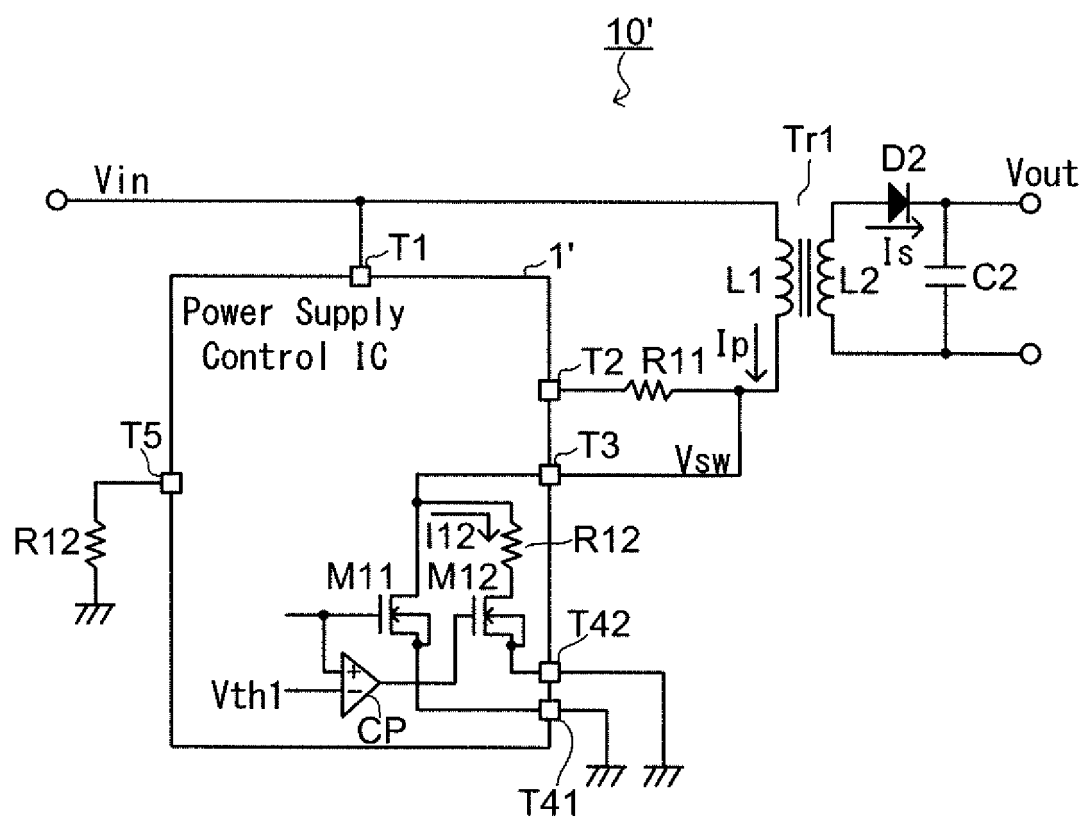 10'
Tr1
D2
Vin
Vout
T1
1'
Is
L1
L2
C2
Power Supply
Control IC
Ip
T2
R11
T5
T3
Vsw
R12
I12
R12
M11
M12
T42
Vth1
+
-
CP
T41